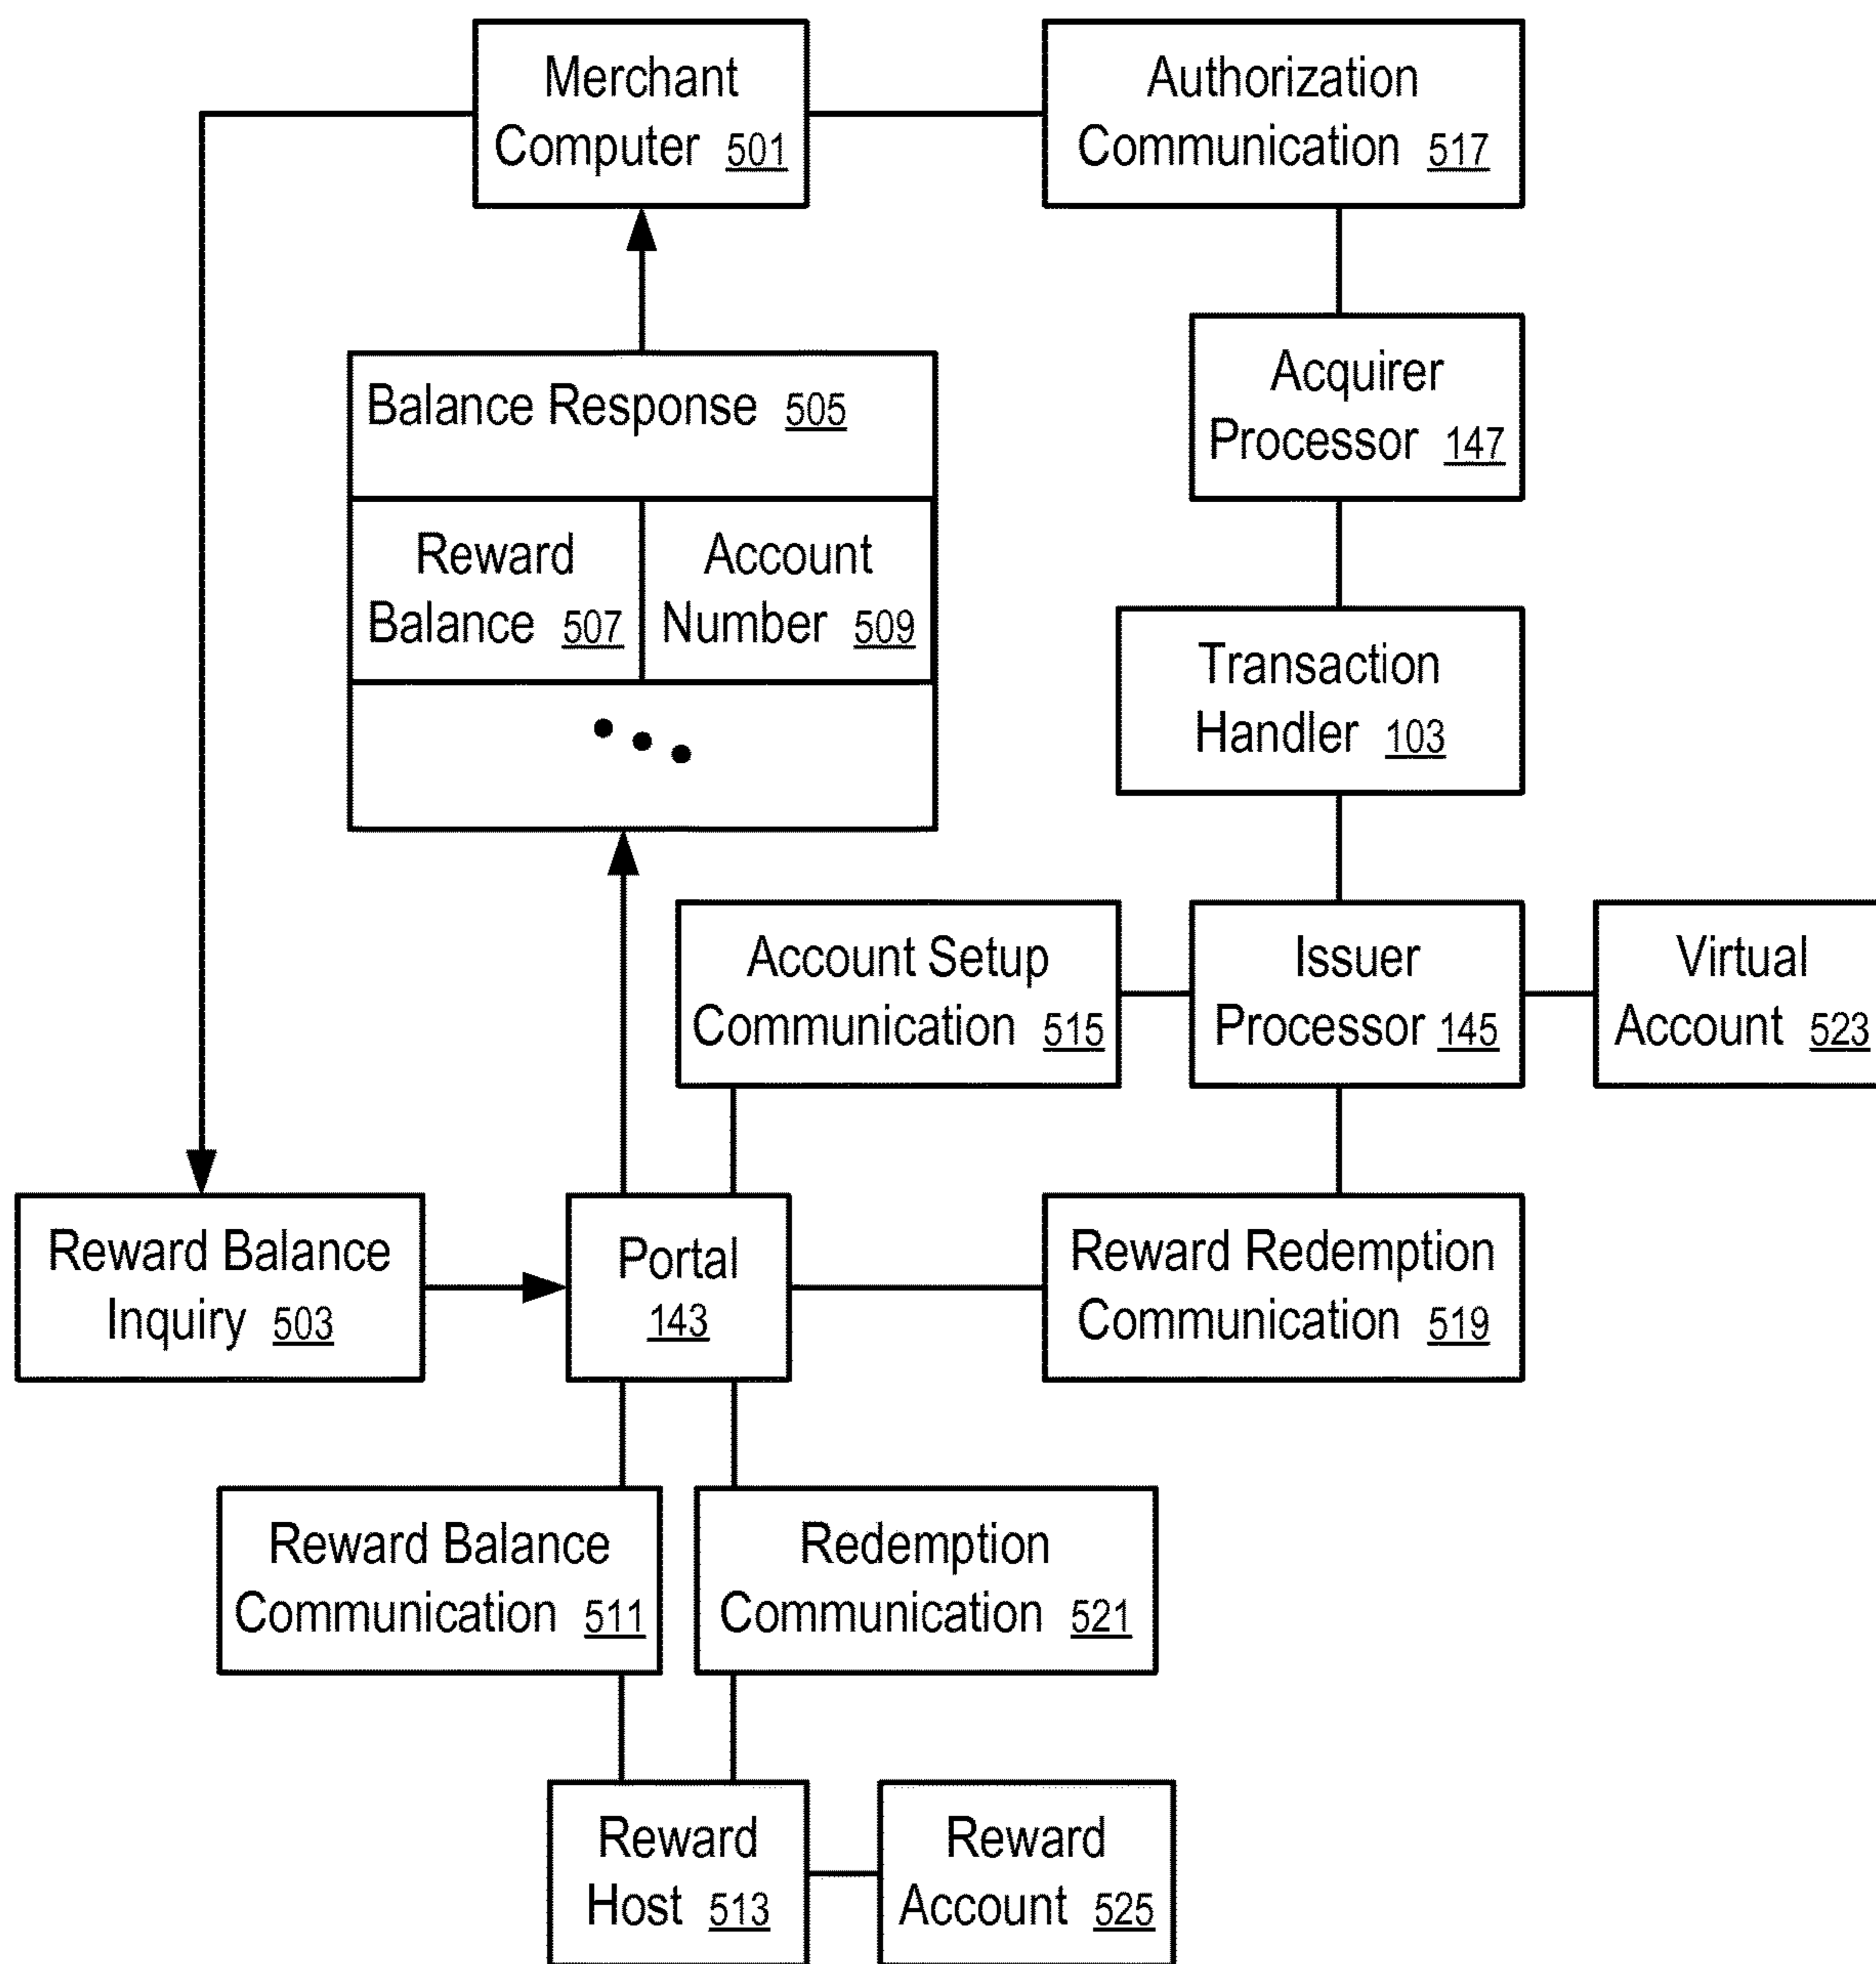 Merchant
Computer 501
Authorization
Communication 517
Balance Response 505
Reward
Balance 507
Account
Number 509
Acquirer
Processor 147
Transaction
Handler 103
Account Setup
Communication 515
Issuer
Processor 145
Virtual
Account 523
Reward Balance
Inquiry 503
Portal
143
Reward Redemption
Communication 519
Reward Balance
Communication 511
Redemption
Communication 521
Reward
Host 513
Reward
Account 525